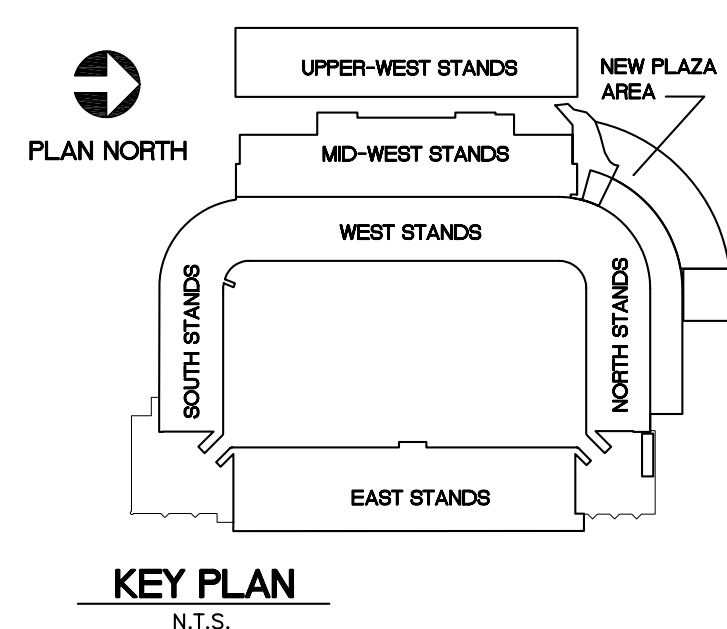 UPPER-WEST STANDS
NEW PLAZA
AREA
PLAN NORTH
MID-WEST STANDS
WEST STANDS
SOUTH STANDS
NORTH STANDS
EAST STANDS
KEY PLAN
N.T.S.